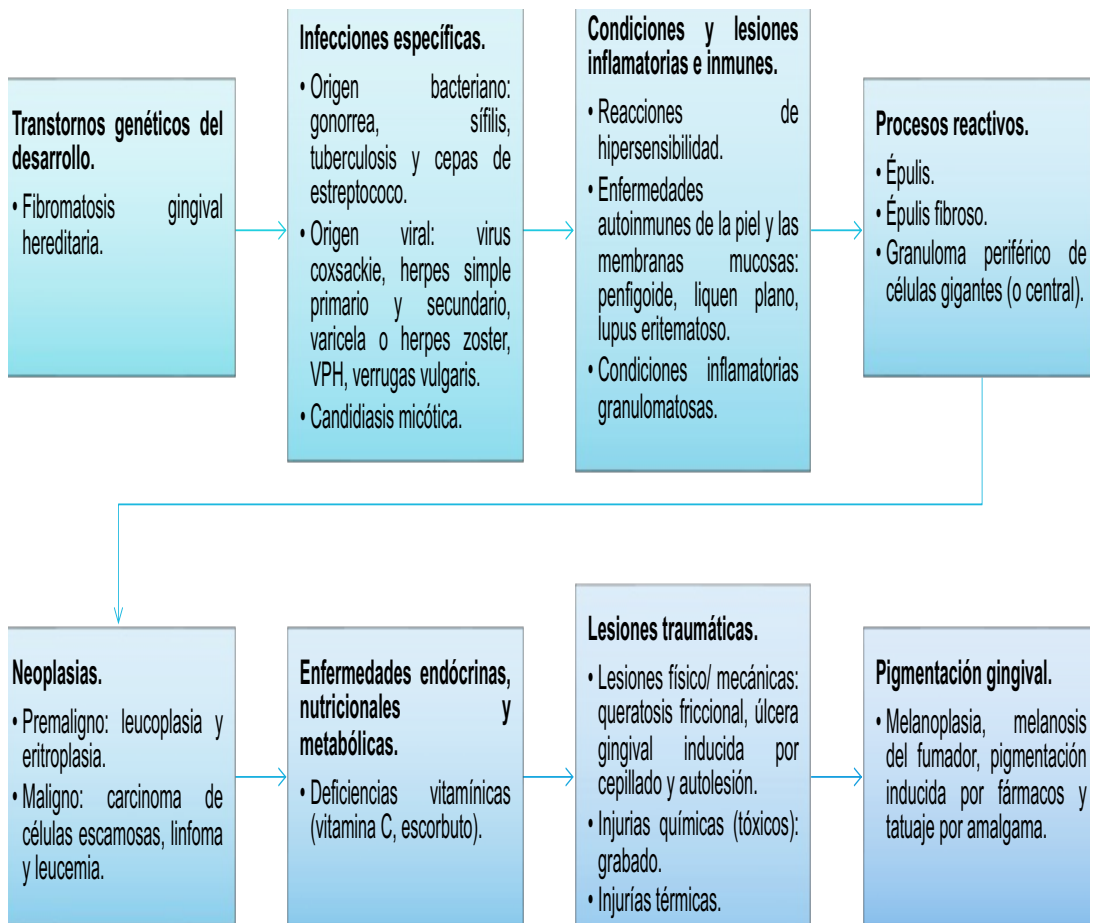 Transtornos genéticos del
desarrollo.
• Fibromatosis gingival
hereditaria.
Infecciones específicas.
• Origen bacteriano:
gonorrea, sífilis,
tuberculosis y cepas de
estreptococo.
• Origen viral: virus
coxsackie, herpes simple
primario y secundario,
varicela o herpes zoster,
VPH, verrugas vulgaris.
• Candidiasis micótica.
Condiciones y lesiones
inflamatorias e inmunes.
• Reacciones de
hipersensibilidad.
• Enfermedades
autoinmunes de la piel y las
membranas mucosas:
penfigoide, liquen plano,
lupus eritematoso.
• Condiciones inflamatorias
granulomatosas.
Procesos reactivos.
• Épulis.
• Épulis fibroso.
• Granuloma periférico de
células gigantes (o central).
Neoplasias.
• Premaligno: leucoplasia y
eritroplasia.
• Maligno: carcinoma de
células escamosas, linfoma
y leucemia.
Enfermedades endócrinas,
nutricionales y
metabólicas.
• Deficiencias vitamínicas
(vitamina C, escorbuto).
Lesiones traumáticas.
• Lesiones físico/ mecánicas:
queratosis friccional, úlcera
gingival inducida por
cepillado y autolesión.
• Injurias químicas (tóxicos):
grabado.
• Injurías térmicas.
Pigmentación gingival.
• Melanoplasia, melanosis
del fumador, pigmentación
inducida por fármacos y
tatuaje por amalgama.